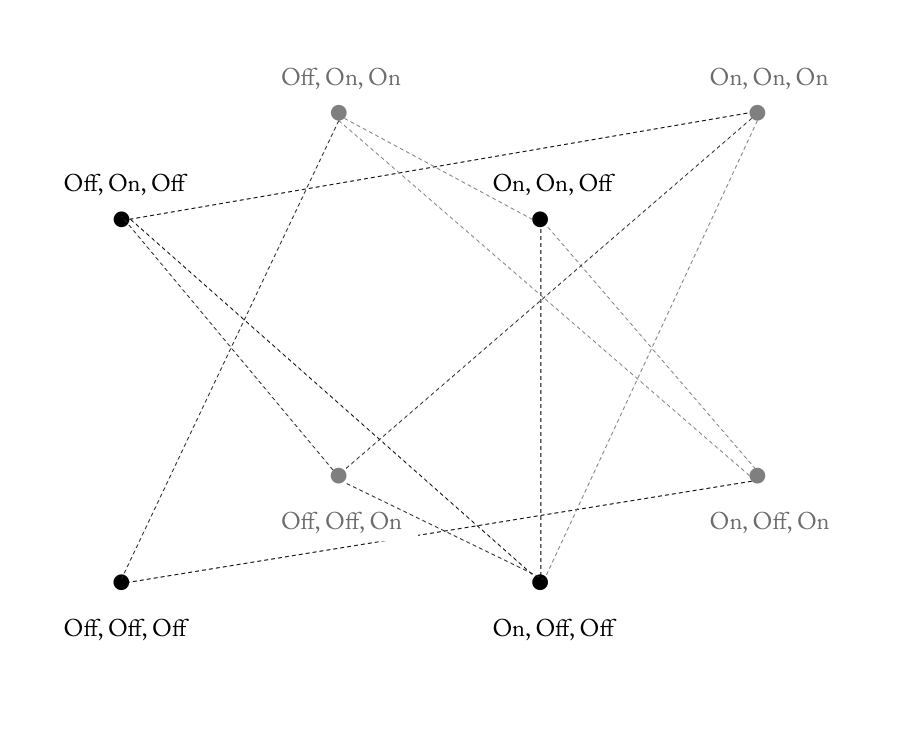 Off, On, On
On, On, On
Off, On, Off
On, On, Off
Off, Off, On
On, Off, On
Off, Off, Off
On, Off, Off